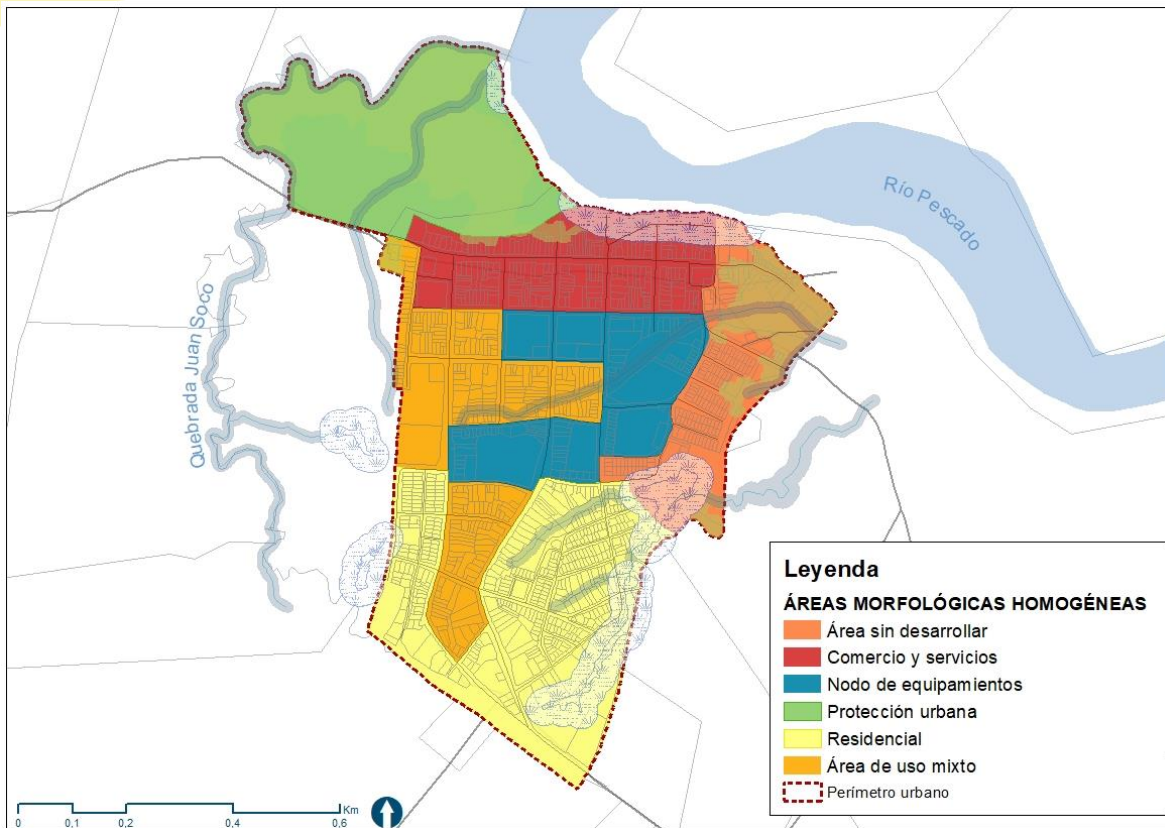 Río Pescado
Quebrada Juan Soco
Leyenda
ÁREAS MORFOLÓGICAS HOMOGÉNEAS
Área sin desarrollar
Comercio y servicios
Nodo de equipamientos
Protección urbana
Residencial
Área de uso mixto
Perímetro urbano
Km
0 0,1 0,2 0,4 0,6